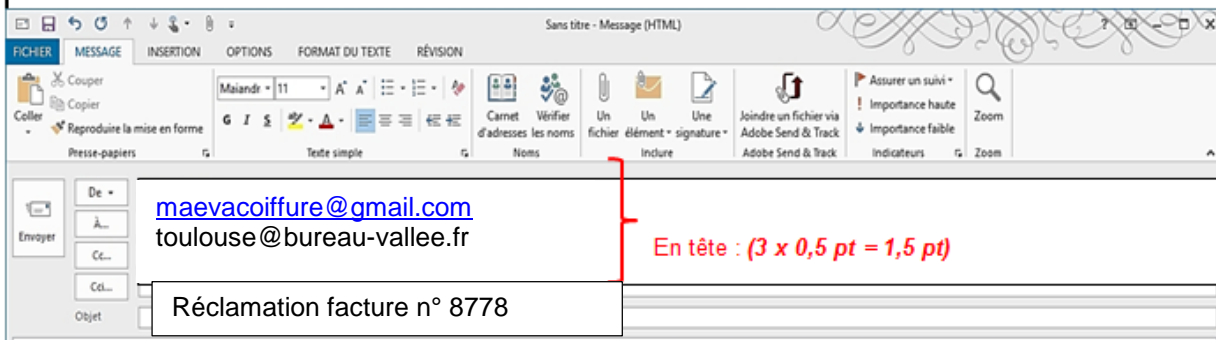 Sans titre - Message (HTML)
FICHIER MESSAGE INSERTION OPTIONS FORMAT DU TEXTE RÉVISION
Coller
Couper
Copier
Reproduire la mise en forme
Presse-papiers
Maiandr 11
G I S
Texte simple
Carnet d'adresses
Vérifier les noms
Noms
Un fichier
Un élément
Une signature
Inclure
Joindre un fichier via Adobe Send & Track
Adobe Send & Track
Assurer un suivi
Importance haute
Importance faible
Indicateurs
Zoom
Zoom
Envoyer
De
maevacoiffure@gmail.com
À...
toulouse@bureau-vallee.fr
En tête : (3 x 0,5 pt = 1,5 pt)
Cc...
Cci...
Objet
Réclamation facture n° 8778